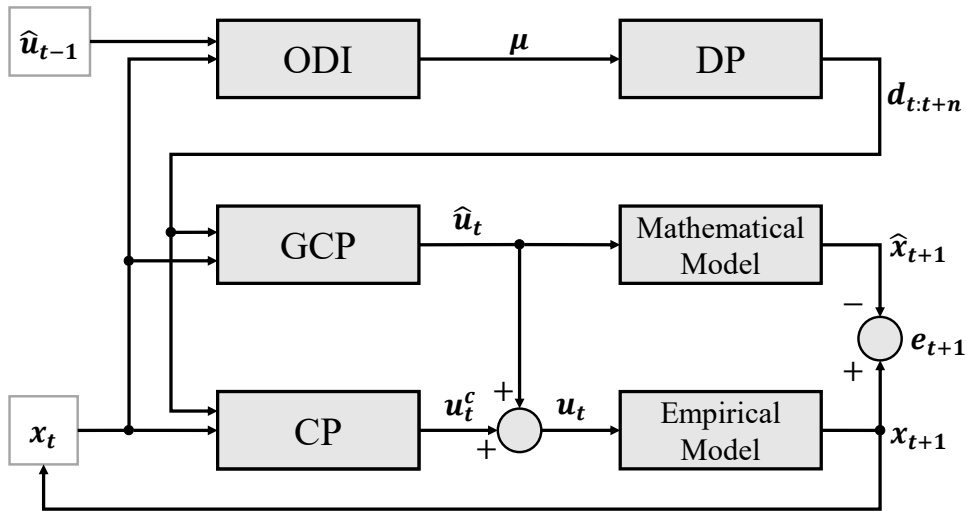 û_{t−1}
ODI
μ
DP
d_{t:t+n}
GCP
û_t
Mathematical
Model
x̂_{t+1}
−
e_{t+1}
+
x_t
CP
u_t^c
+
+
u_t
Empirical
Model
x_{t+1}